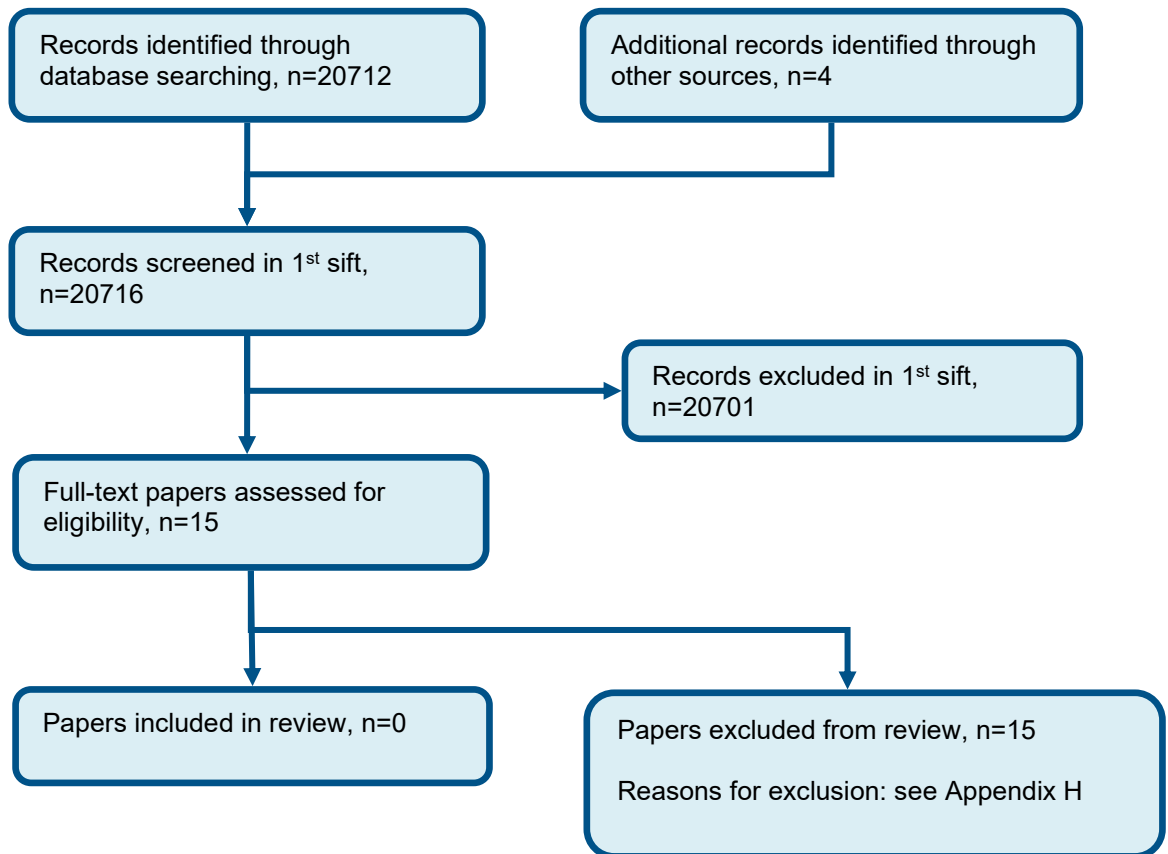 Records identified through
database searching, n=20712
Additional records identified through
other sources, n=4
Records screened in 1st sift,
n=20716
Records excluded in 1st sift,
n=20701
Full-text papers assessed for
eligibility, n=15
Papers included in review, n=0
Papers excluded from review, n=15
Reasons for exclusion: see Appendix H